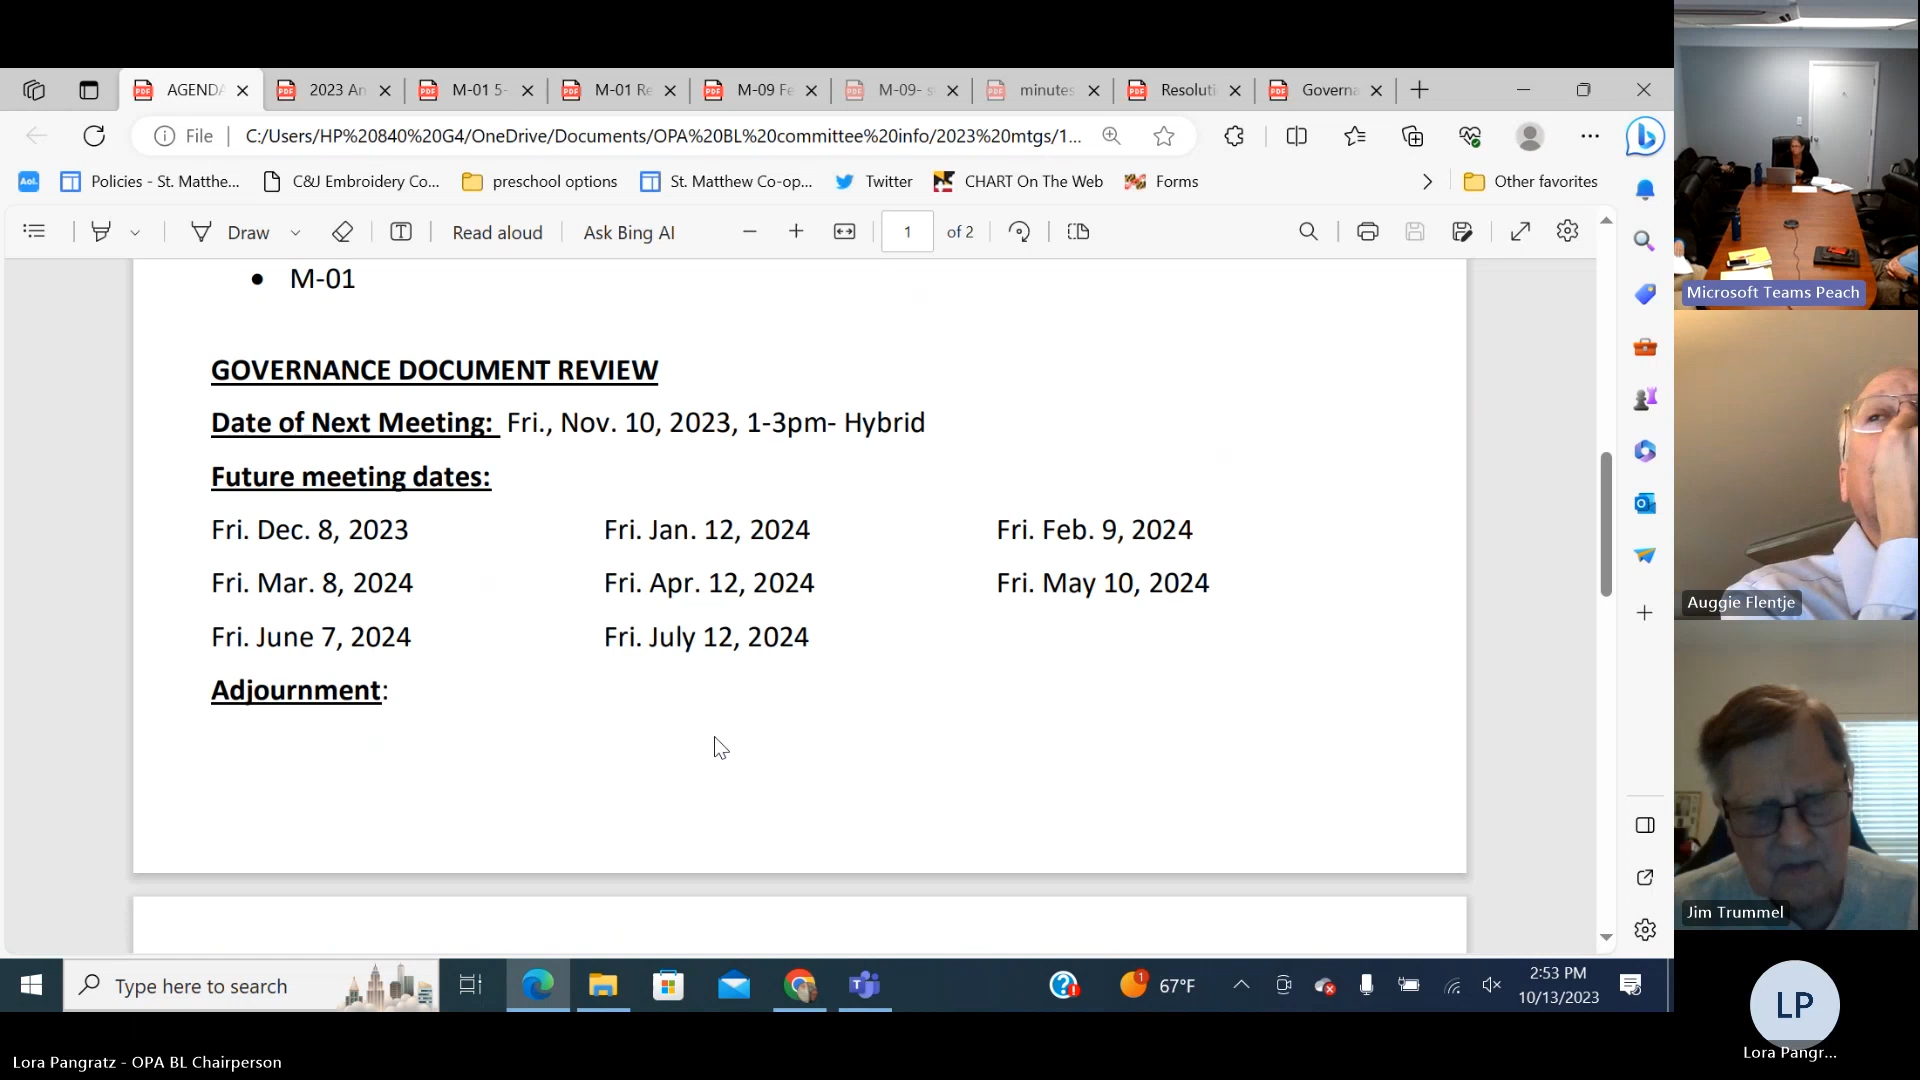 AGENDA
2023 An
M-01 5-
M-01 Re
M-09 Fe
M-09- s
minutes
Resoluti
Governa
File
C:/Users/HP%20840%20G4/OneDrive/Documents/OPA%20BL%20committee%20info/2023%20mtgs/1...
Aol.
Policies - St. Matthe...
C&J Embroidery Co...
preschool options
St. Matthew Co-op...
Twitter
CHART On The Web
Forms
Other favorites
Draw
Read aloud
Ask Bing AI
1
of 2
• M-01
GOVERNANCE DOCUMENT REVIEW
Date of Next Meeting: Fri., Nov. 10, 2023, 1-3pm- Hybrid
Future meeting dates:
Fri. Dec. 8, 2023 Fri. Jan. 12, 2024 Fri. Feb. 9, 2024
Fri. Mar. 8, 2024 Fri. Apr. 12, 2024 Fri. May 10, 2024
Fri. June 7, 2024 Fri. July 12, 2024
Adjournment:
Type here to search
1
67°F
2:53 PM
10/13/2023
Microsoft Teams Peach
Auggie Flentje
Jim Trummel
LP
Lora Pangr...
Lora Pangratz - OPA BL Chairperson